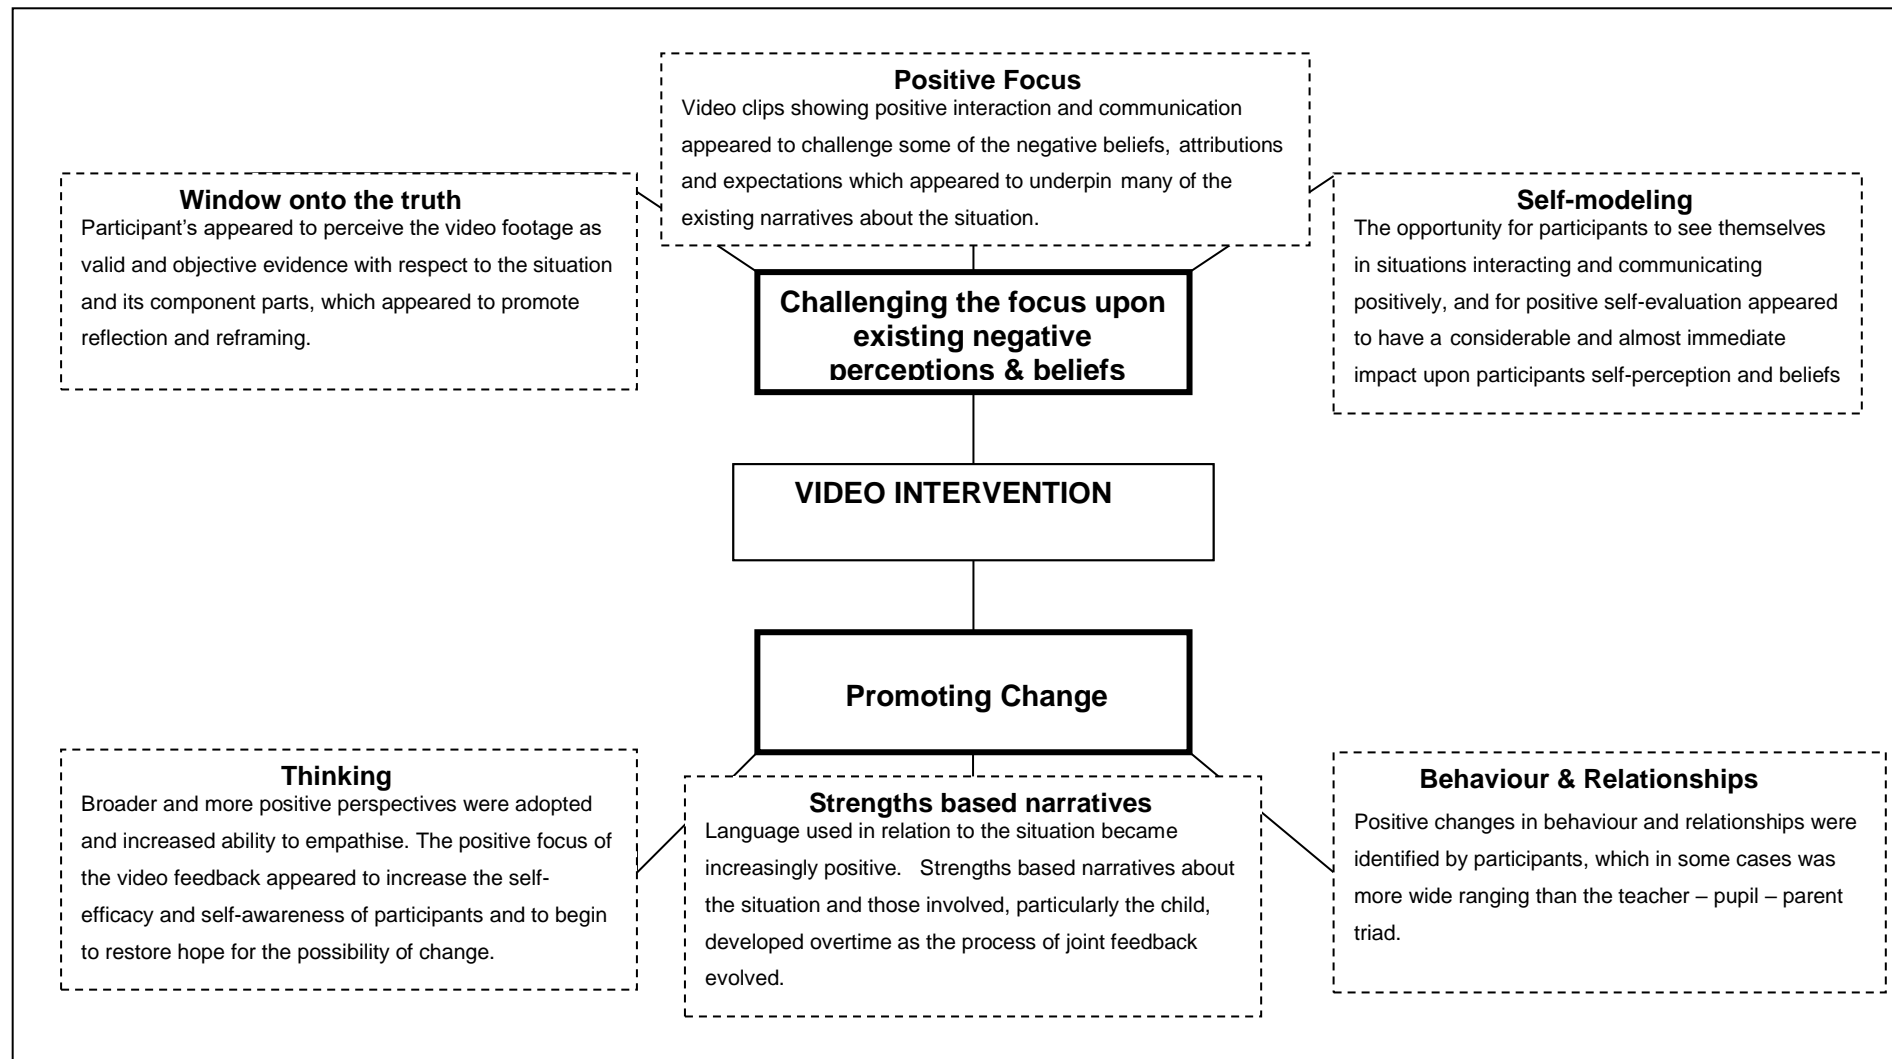 Positive Focus
Video clips showing positive interaction and communication
appeared to challenge some of the negative beliefs, attributions
and expectations which appeared to underpin many of the
existing narratives about the situation.
Window onto the truth
Participant's appeared to perceive the video footage as
valid and objective evidence with respect to the situation
and its component parts, which appeared to promote
reflection and reframing.
Self-modeling
The opportunity for participants to see themselves
in situations interacting and communicating
positively, and for positive self-evaluation appeared
to have a considerable and almost immediate
impact upon participants self-perception and beliefs
Challenging the focus upon
existing negative
perceptions & beliefs
VIDEO INTERVENTION
Promoting Change
Thinking
Broader and more positive perspectives were adopted
and increased ability to empathise. The positive focus of
the video feedback appeared to increase the self-
efficacy and self-awareness of participants and to begin
to restore hope for the possibility of change.
Strengths based narratives
Language used in relation to the situation became
increasingly positive.   Strengths based narratives about
the situation and those involved, particularly the child,
developed overtime as the process of joint feedback
evolved.
Behaviour & Relationships
Positive changes in behaviour and relationships were
identified by participants, which in some cases was
more wide ranging than the teacher – pupil – parent
triad.